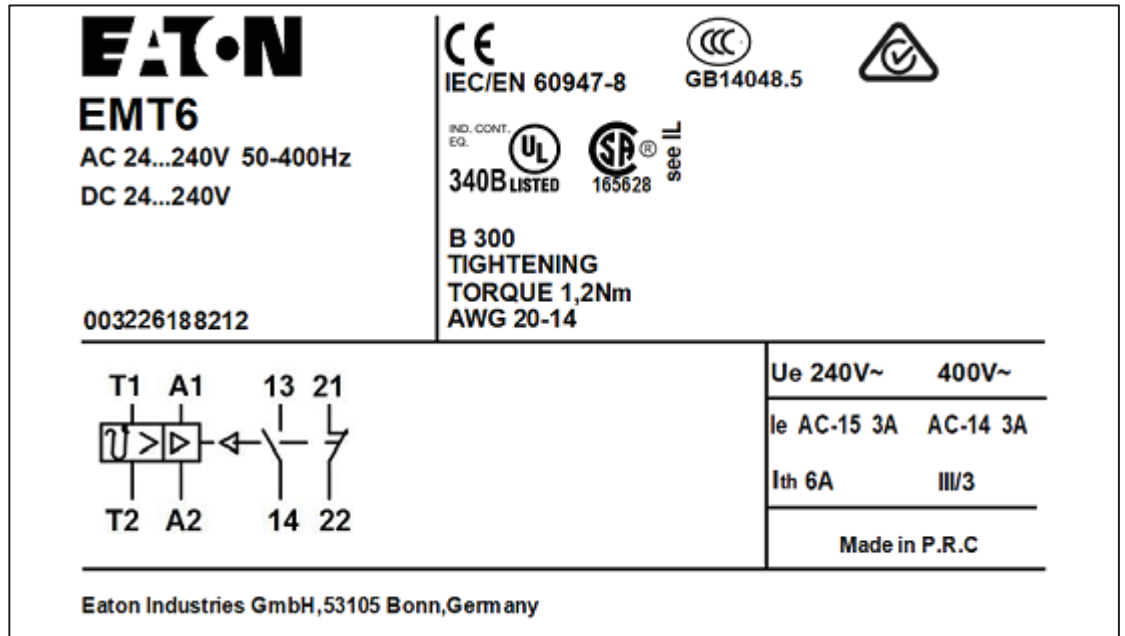 EATON
EMT6
AC 24...240V 50-400Hz
DC 24...240V
003226188212
CE
IEC/EN 60947-8
CCC
GB14048.5
IND. CONT.
EQ.
340B
UL
LISTED
SA ®
165628
see IL
B 300
TIGHTENING
TORQUE 1,2Nm
AWG 20-14
T1 A1 13 21
T2 A2 14 22
Ue 240V~ 400V~
Ie AC-15 3A AC-14 3A
Ith 6A III/3
Made in P.R.C
Eaton Industries GmbH,53105 Bonn,Germany